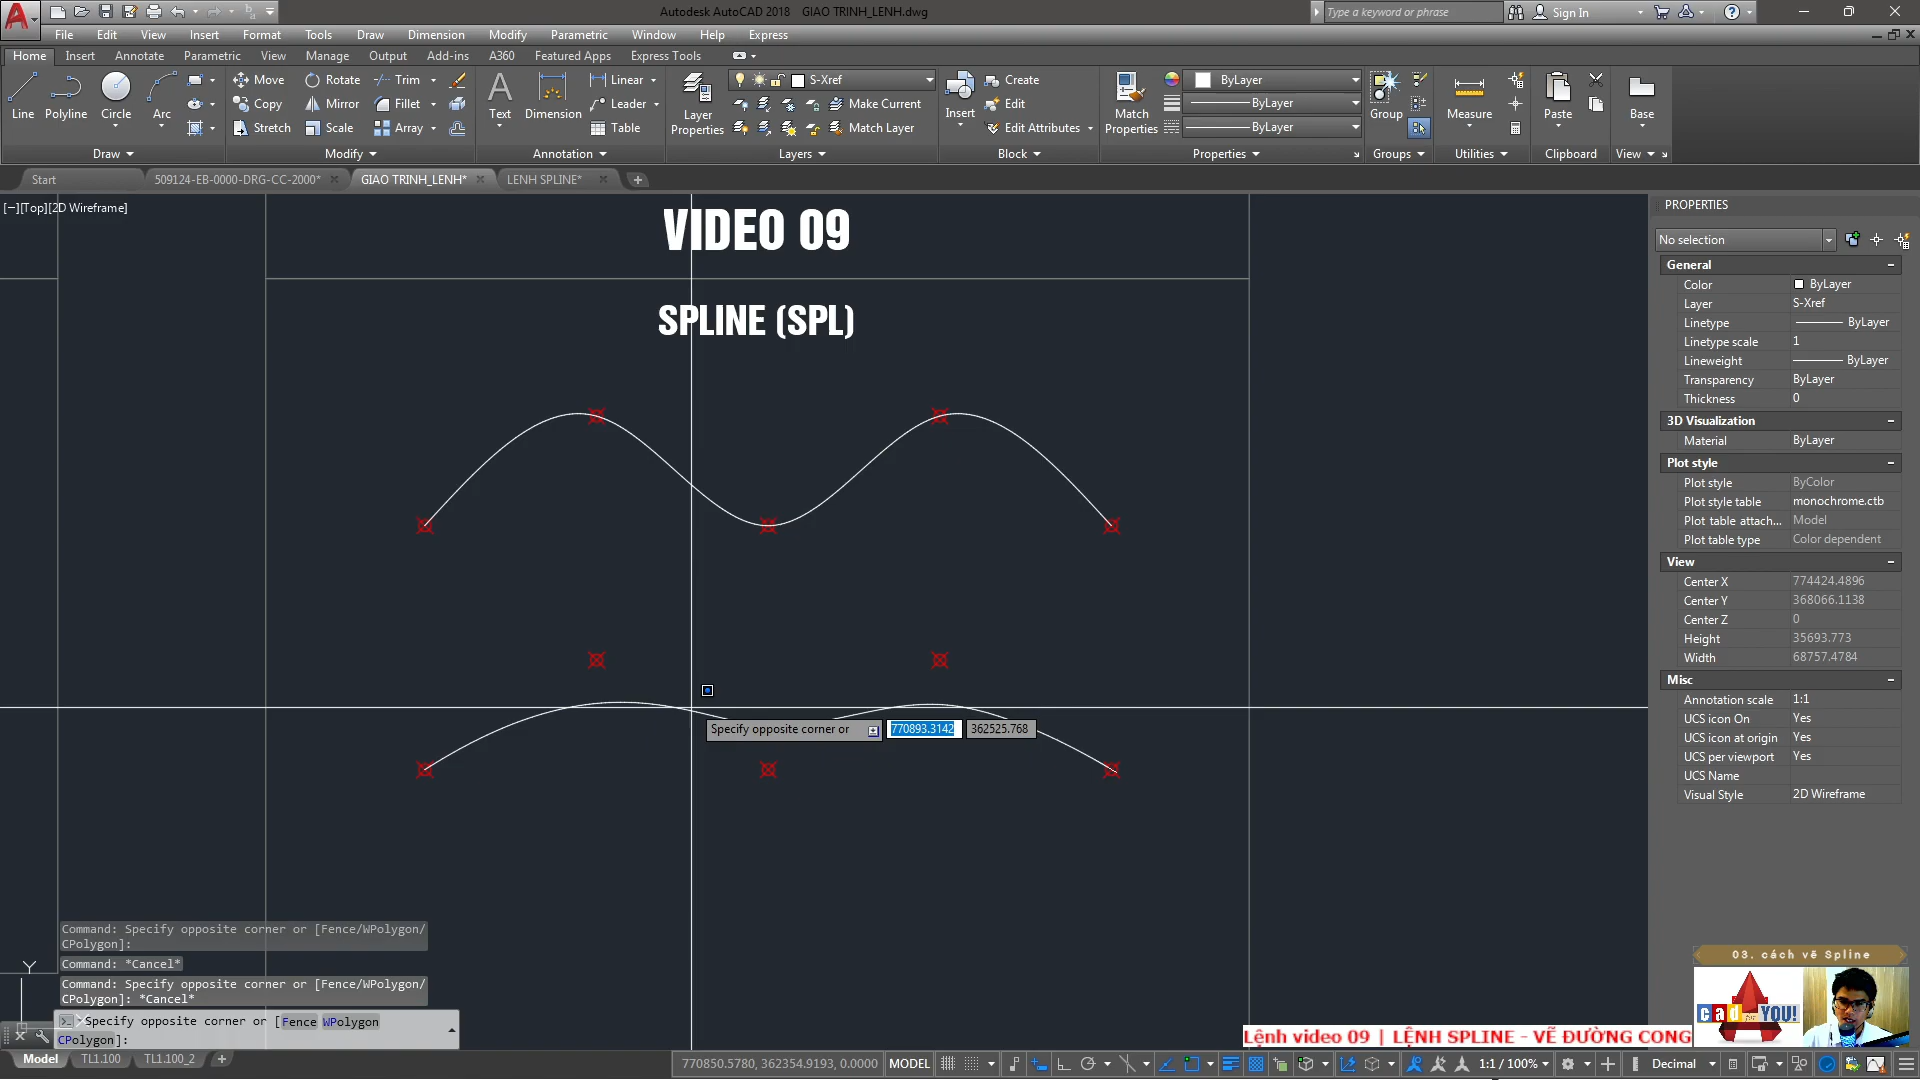 Autodesk AutoCAD 2018 GIAO TRINH_LENH.dwg
Type a keyword or phrase
Sign In
File Edit View Insert Format Tools Draw Dimension Modify Parametric Window Help Express
Home Insert Annotate Parametric View Manage Output Add-ins A360 Featured Apps Express Tools
Line Polyline Circle Arc
Move Rotate Trim
Copy Mirror Fillet
Stretch Scale Array
Text Dimension
Linear
Leader
Table
Layer Properties
S-Xref
Make Current
Match Layer
Insert
Create
Edit
Edit Attributes
Match Properties
ByLayer
ByLayer
ByLayer
Group
Measure
Paste
Base
Draw Modify Annotation Layers Block Properties Groups Utilities Clipboard View
Start 509124-EB-0000-DRG-CC-2000* GIAO TRINH_LENH* LENH SPLINE*
[−][Top][2D Wireframe]
VIDEO 09
SPLINE (SPL)
Specify opposite corner or 770893.3142 362525.768
PROPERTIES
No selection
General
Color ByLayer
Layer S-Xref
Linetype ByLayer
Linetype scale 1
Lineweight ByLayer
Transparency ByLayer
Thickness 0
3D Visualization
Material ByLayer
Plot style
Plot style ByColor
Plot style table monochrome.ctb
Plot table attach... Model
Plot table type Color dependent
View
Center X 774424.4896
Center Y 368066.1138
Center Z 0
Height 35693.773
Width 68757.4784
Misc
Annotation scale 1:1
UCS icon On Yes
UCS icon at origin Yes
UCS per viewport Yes
UCS Name
Visual Style 2D Wireframe
Command: Specify opposite corner or [Fence/WPolygon/
CPolygon]:
Command: *Cancel*
Command: Specify opposite corner or [Fence/WPolygon/
CPolygon]: *Cancel*
Specify opposite corner or [Fence WPolygon
CPolygon]:
Y
03. cách vẽ Spline
cad for YOU!
Lệnh video 09 | LỆNH SPLINE - VẼ ĐƯỜNG CONG
Model TL1.100 TL1.100_2
770850.5780, 362354.9193, 0.0000 MODEL 1:1 / 100% Decimal